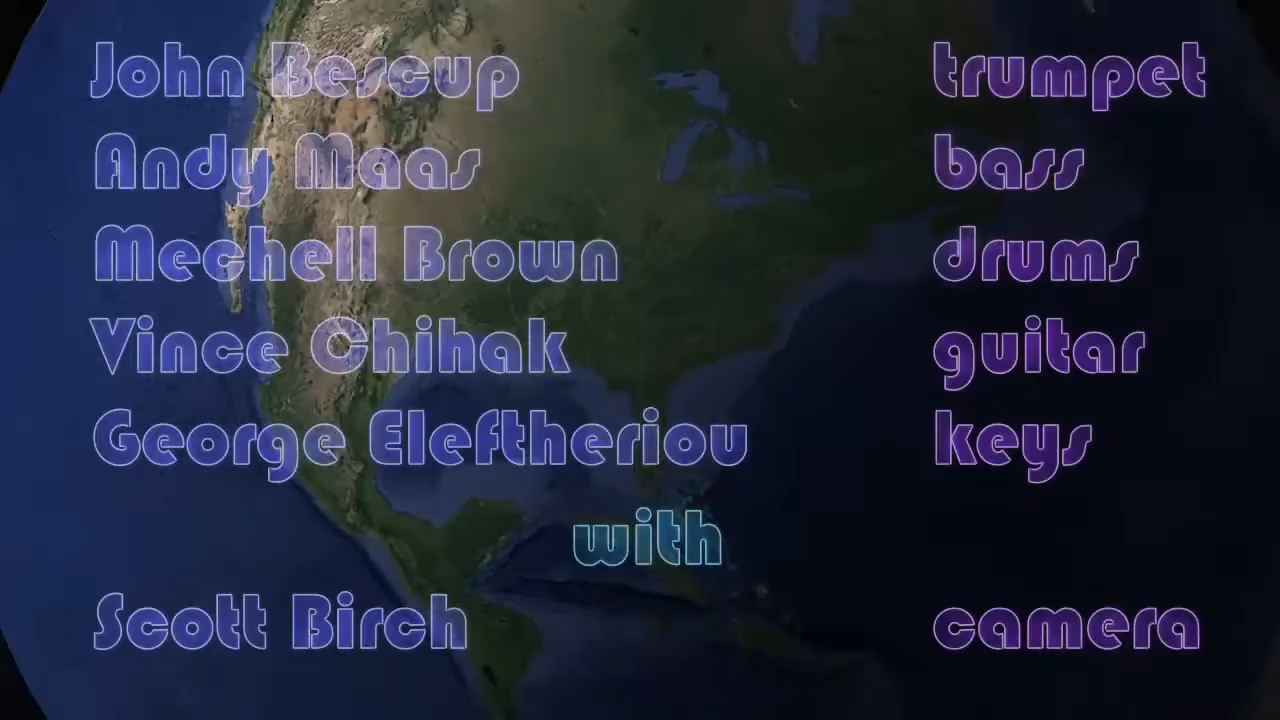 John Bescup trumpet
Andy Maas bass
Mechell Brown drums
Vince Chihak guitar
George Eleftheriou keys
with
Scott Birch camera